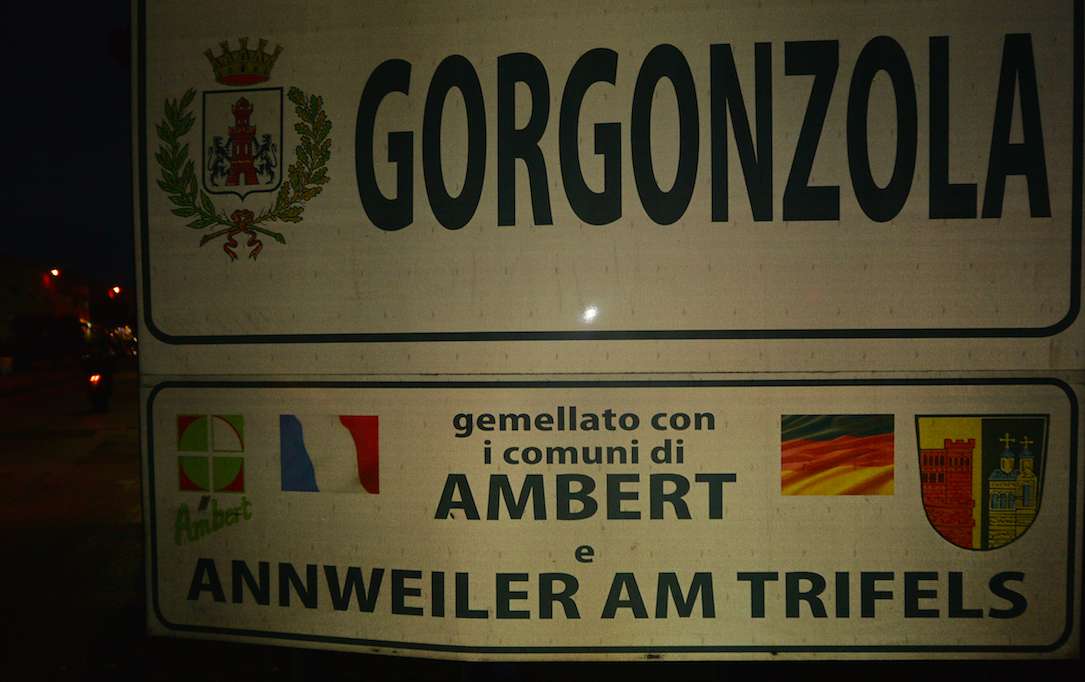 GORGONZOLA
gemellato con
i comuni di
AMBERT
Ambert
e
ANNWEILER AM TRIFELS